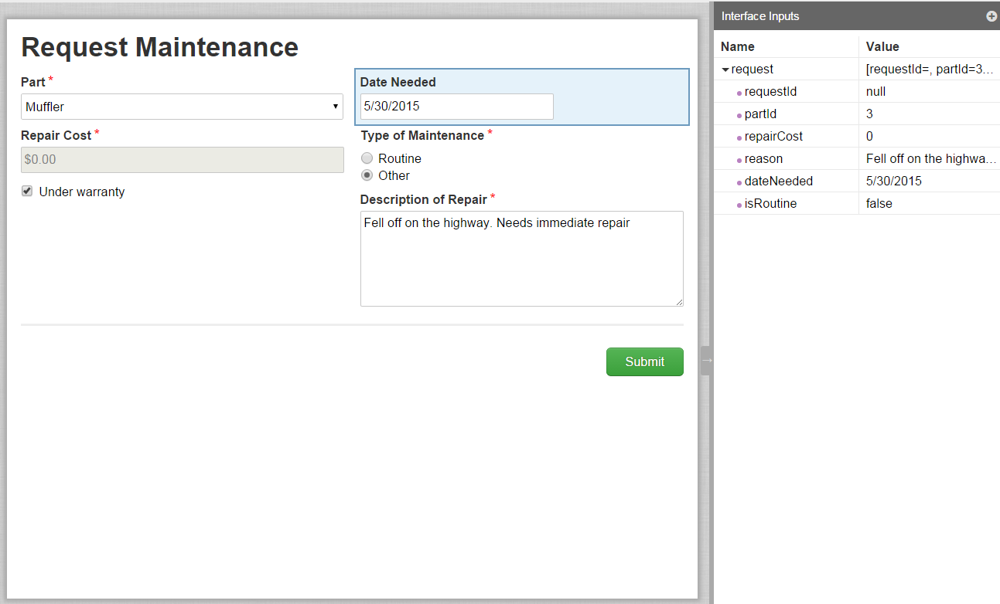 Request Maintenance
Part *
Muffler
Repair Cost *
$0.00
Under warranty
Date Needed
5/30/2015
Type of Maintenance *
Routine
Other
Description of Repair *
Fell off on the highway. Needs immediate repair
Submit
Interface Inputs
Name Value
request [requestId=, partId=3...
requestId null
partId 3
repairCost 0
reason Fell off on the highwa...
dateNeeded 5/30/2015
isRoutine false